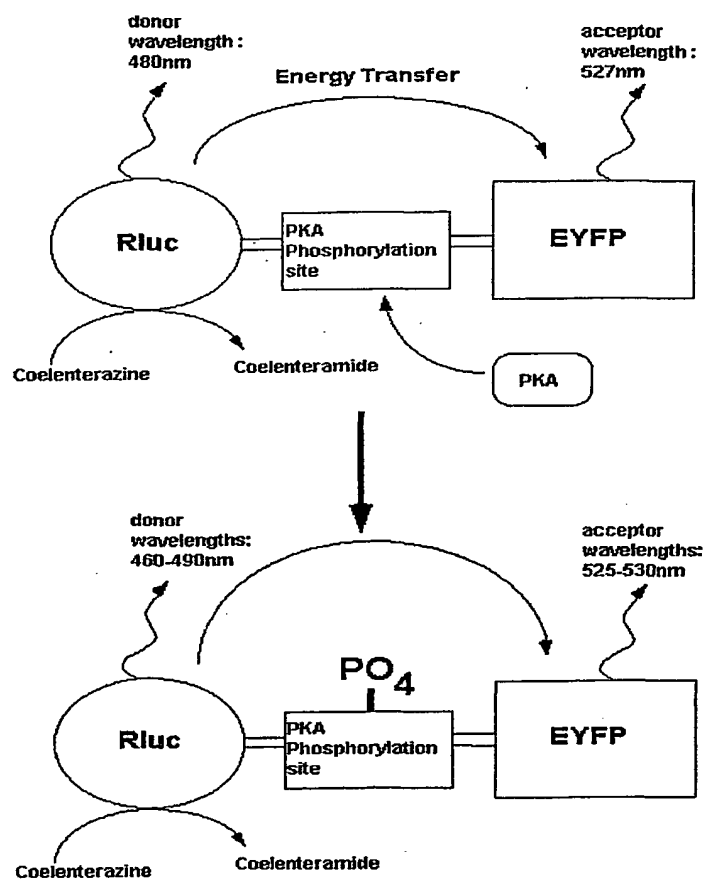 donor
wavelength :
480nm
acceptor
wavelength :
527nm
Energy Transfer
Rluc
PKA
Phosphorylation
site
EYFP
Coelenterazine
Coelenteramide
PKA
donor
wavelengths:
460-490nm
acceptor
wavelengths:
525-530nm
PO4
Rluc
PKA
Phosphorylation
site
EYFP
Coelenterazine
Coelenteramide